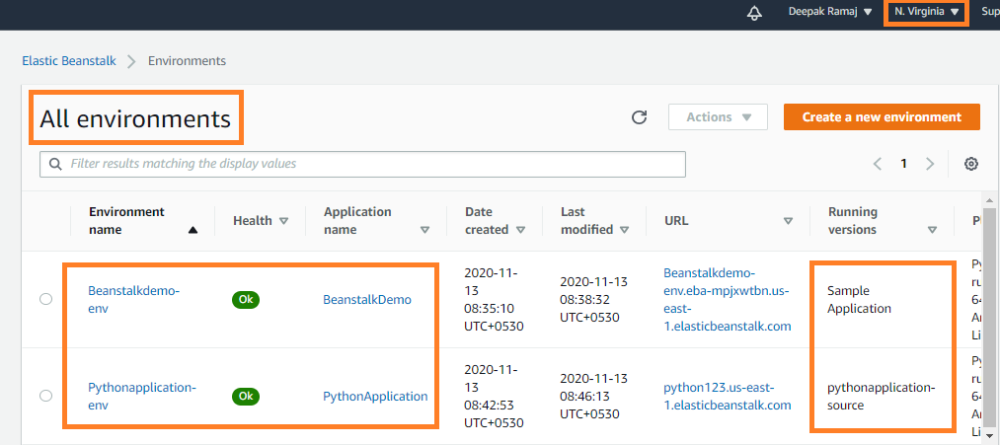 Deepak Ramaj N. Virginia Sup
Elastic Beanstalk Environments
All environments
Actions
Create a new environment
Filter results matching the display values
1
Environment name
Health
Application name
Date created
Last modified
URL
Running versions
Pl
Beanstalkdemo-
env
Ok
BeanstalkDemo
2020-11-
13
08:35:10
UTC+0530
2020-11-13
08:38:32
UTC+0530
Beanstalkdemo-
env.eba-mpjxwtbn.us-
east-
1.elasticbeanstalk.com
Sample
Application
Py
ru
64
Li
Pythonapplication-
env
Ok
PythonApplication
2020-11-
13
08:42:53
UTC+0530
2020-11-13
08:46:13
UTC+0530
python123.us-east-
1.elasticbeanstalk.com
pythonapplication-
source
Py
ru
64
Li